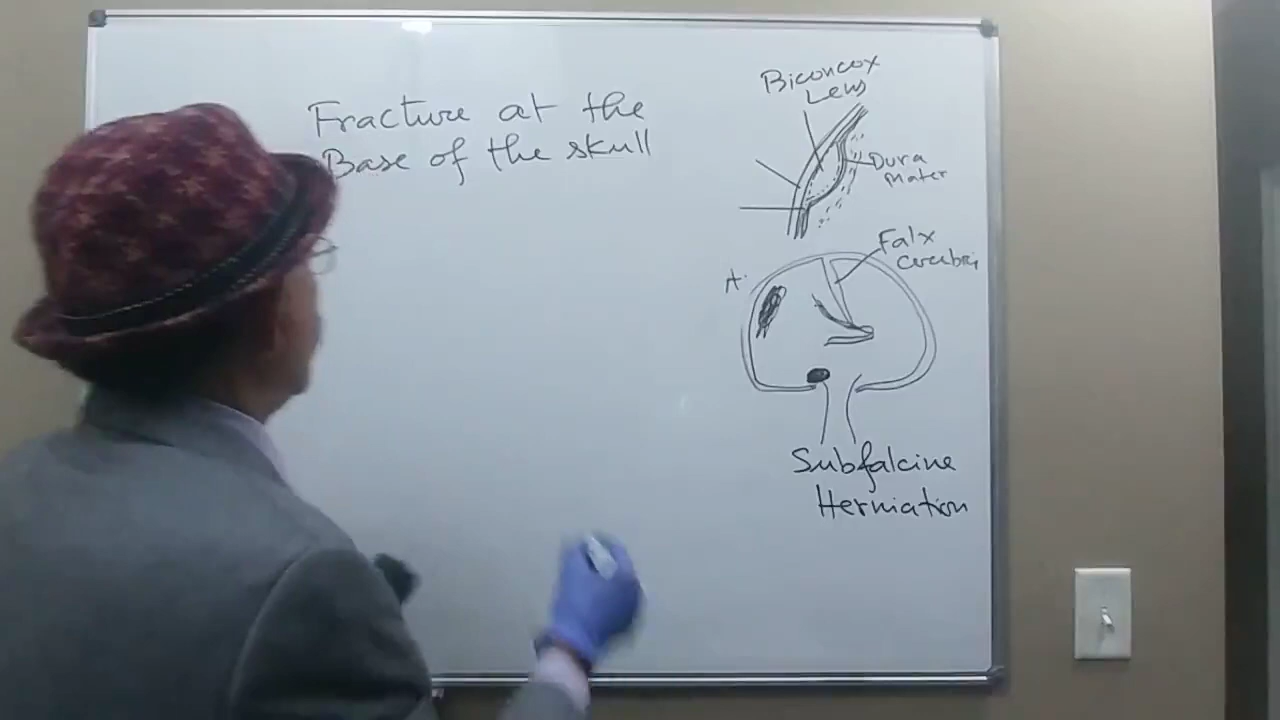 Fracture at the
Base of the skull
Biconcox
Lens
Dura
Mater
Falx
Cerebri
A
Subfalcine
Herniation